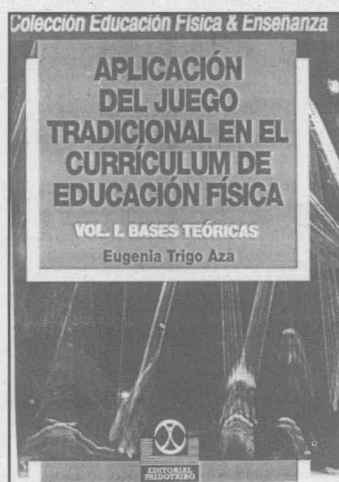 Colección Educación Física & Enseñanza
APLICACIÓN
DEL JUEGO
TRADICIONAL EN EL
CURRÍCULUM DE
EDUCACIÓN FÍSICA
VOL. I. BASES TEÓRICAS
Eugenia Trigo Aza
EDITORIAL
PAIDOTRIBO